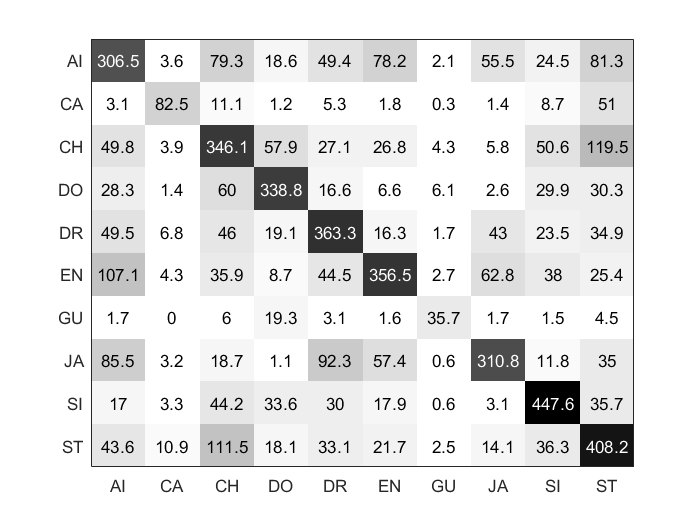 AI 306.5 3.6 79.3 18.6 49.4 78.2 2.1 55.5 24.5 81.3
CA 3.1 82.5 11.1 1.2 5.3 1.8 0.3 1.4 8.7 51
CH 49.8 3.9 346.1 57.9 27.1 26.8 4.3 5.8 50.6 119.5
DO 28.3 1.4 60 338.8 16.6 6.6 6.1 2.6 29.9 30.3
DR 49.5 6.8 46 19.1 363.3 16.3 1.7 43 23.5 34.9
EN 107.1 4.3 35.9 8.7 44.5 356.5 2.7 62.8 38 25.4
GU 1.7 0 6 19.3 3.1 1.6 35.7 1.7 1.5 4.5
JA 85.5 3.2 18.7 1.1 92.3 57.4 0.6 310.8 11.8 35
SI 17 3.3 44.2 33.6 30 17.9 0.6 3.1 447.6 35.7
ST 43.6 10.9 111.5 18.1 33.1 21.7 2.5 14.1 36.3 408.2
AI CA CH DO DR EN GU JA SI ST